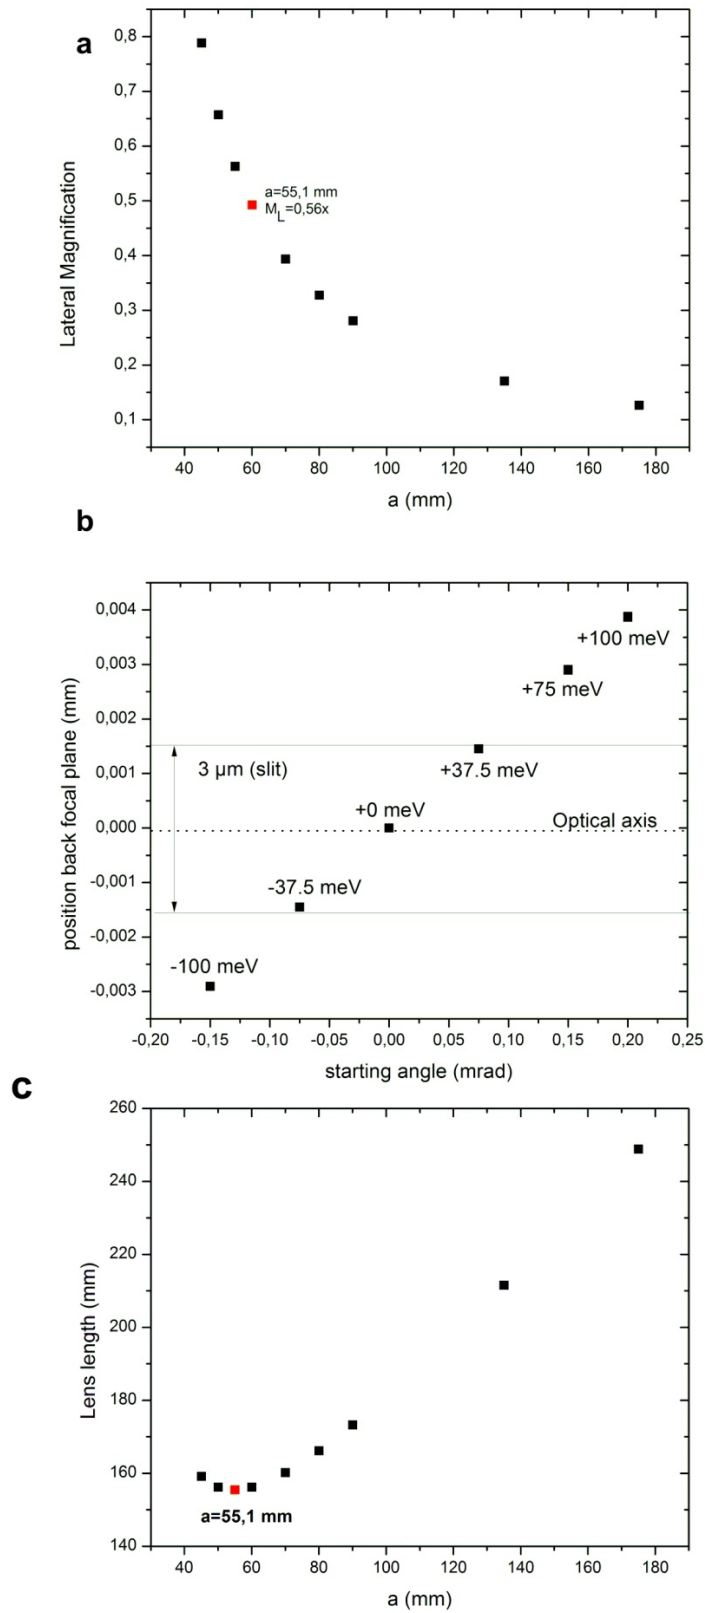 a
0,8
0,7
0,6
0,5
0,4
0,3
0,2
0,1
Lateral Magnification
a=55,1 mm
M_L=0,56x
40 60 80 100 120 140 160 180
a (mm)
b
0,004
0,003
0,002
0,001
0,000
-0,001
-0,002
-0,003
position back focal plane (mm)
+100 meV
+75 meV
3 µm (slit)
+37.5 meV
+0 meV
Optical axis
-37.5 meV
-100 meV
-0,20 -0,15 -0,10 -0,05 0,00 0,05 0,10 0,15 0,20 0,25
starting angle (mrad)
c
260
240
220
200
180
160
140
Lens length (mm)
a=55,1 mm
40 60 80 100 120 140 160 180
a (mm)